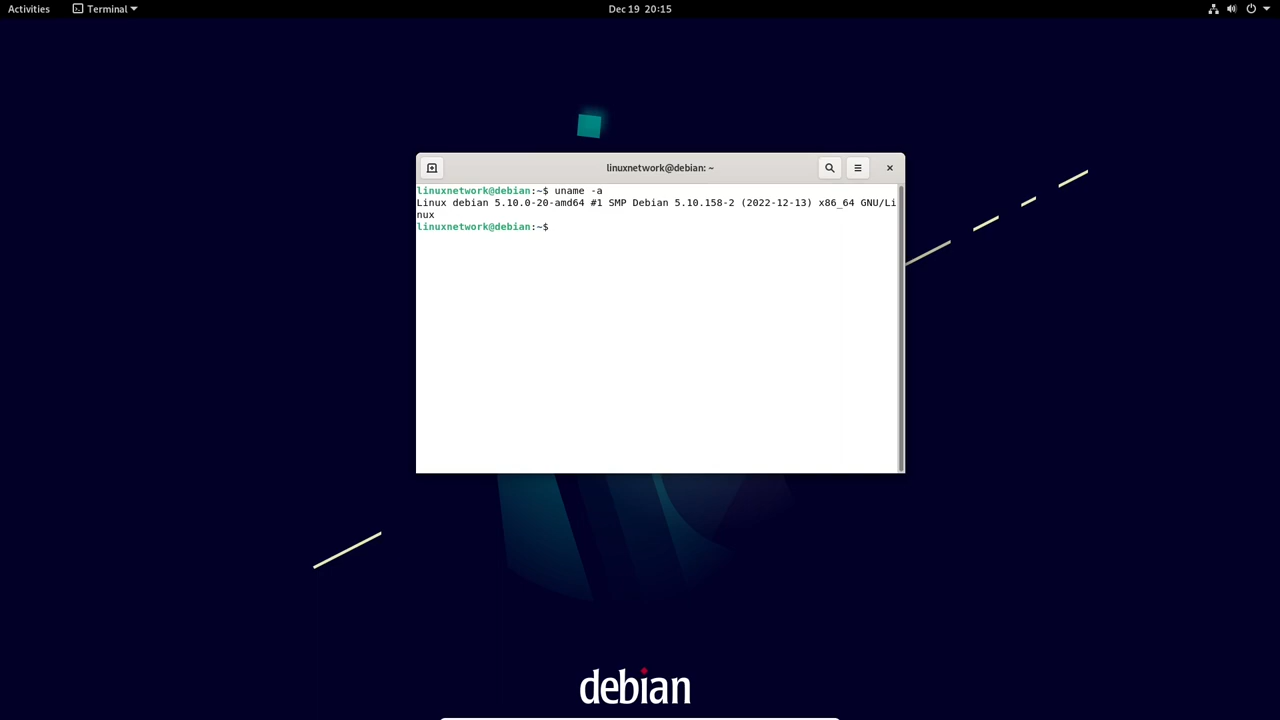 Activities
Terminal
Dec 19 20:15
linuxnetwork@debian: ~
linuxnetwork@debian:~$ uname -a
Linux debian 5.10.0-20-amd64 #1 SMP Debian 5.10.158-2 (2022-12-13) x86_64 GNU/Li
nux
linuxnetwork@debian:~$
debian